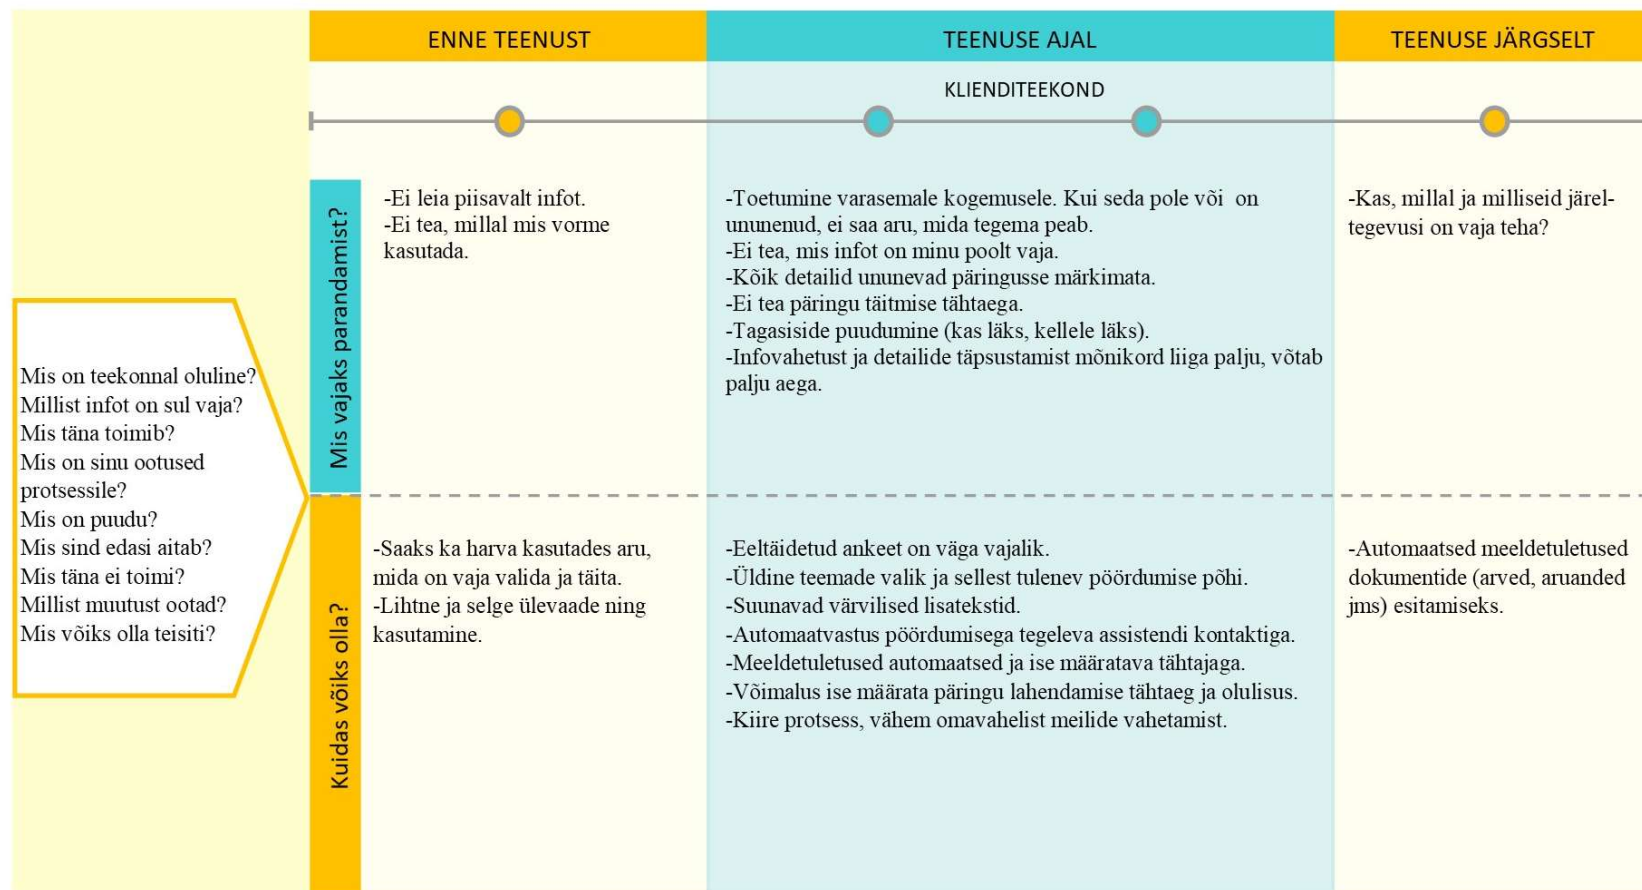 ENNE TEENUST
TEENUSE AJAL
TEENUSE JÄRGSELT
KLIENDITEEKOND
Mis on teekonnal oluline?
Millist infot on sul vaja?
Mis täna toimib?
Mis on sinu ootused
protsessile?
Mis on puudu?
Mis sind edasi aitab?
Mis täna ei toimi?
Millist muutust ootad?
Mis võiks olla teisiti?
Mis vajaks parandamist?
-Ei leia piisavalt infot.
-Ei tea, millal mis vorme
kasutada.
-Toetumine varasemale kogemusele. Kui seda pole või on
ununenud, ei saa aru, mida tegema peab.
-Ei tea, mis infot on minu poolt vaja.
-Kõik detailid ununevad päringusse märkimata.
-Ei tea päringu täitmise tähtaega.
-Tagasiside puudumine (kas läks, kellele läks).
-Infovahetust ja detailide täpsustamist mõnikord liiga palju, võtab
palju aega.
-Kas, millal ja milliseid järel-
tegevusi on vaja teha?
Kuidas võiks olla?
-Saaks ka harva kasutades aru,
mida on vaja valida ja täita.
-Lihtne ja selge ülevaade ning
kasutamine.
-Eeltäidetud ankeet on väga vajalik.
-Üldine teemade valik ja sellest tulenev pöördumise põhi.
-Suunavad värvilised lisatekstid.
-Automaatvastus pöördumisega tegeleva assistendi kontaktiga.
-Meeldetuletused automaatsed ja ise määratava tähtajaga.
-Võimalus ise määrata päringu lahendamise tähtaeg ja olulisus.
-Kiire protsess, vähem omavahelist meilide vahetamist.
-Automaatsed meeldetuletused
dokumentide (arved, aruanded
jms) esitamiseks.